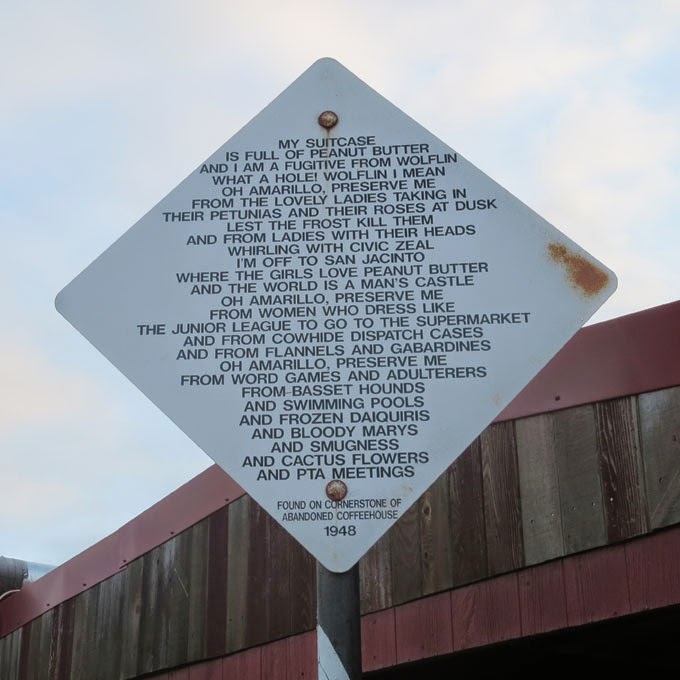 MY SUITCASE
IS FULL OF PEANUT BUTTER
AND I AM A FUGITIVE FROM WOLFLIN
WHAT A HOLE! WOLFLIN I MEAN
OH AMARILLO, PRESERVE ME
FROM THE LOVELY LADIES TAKING IN
THEIR PETUNIAS AND THEIR ROSES AT DUSK
LEST THE FROST KILL THEM
AND FROM LADIES WITH THEIR HEADS
WHIRLING WITH CIVIC ZEAL
I'M OFF TO SAN JACINTO
WHERE THE GIRLS LOVE PEANUT BUTTER
AND THE WORLD IS A MAN'S CASTLE
OH AMARILLO, PRESERVE ME
FROM WOMEN WHO DRESS LIKE
THE JUNIOR LEAGUE TO GO TO THE SUPERMARKET
AND FROM COWHIDE DISPATCH CASES
AND FROM FLANNELS AND GABARDINES
OH AMARILLO, PRESERVE ME
FROM WORD GAMES AND ADULTERERS
FROM BASSET HOUNDS
AND SWIMMING POOLS
AND FROZEN DAIQUIRIS
AND BLOODY MARYS
AND SMUGNESS
AND CACTUS FLOWERS
AND PTA MEETINGS
FOUND ON CORNERSTONE OF
ABANDONED COFFEEHOUSE
1948